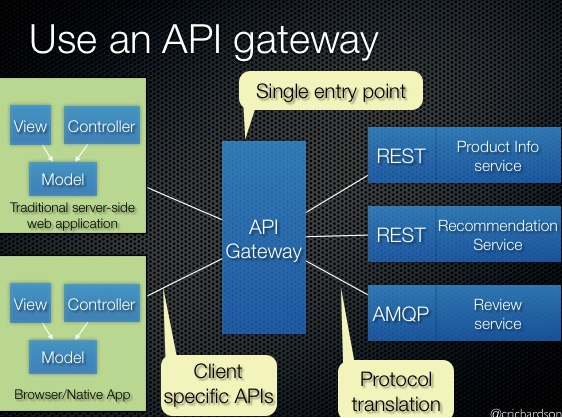 Use an API gateway
Single entry point
View
Controller
Model
Traditional server-side
web application
View
Controller
Model
Browser/Native App
API
Gateway
REST
Product Info
service
REST
Recommendation
Service
AMQP
Review
service
Client
specific APIs
Protocol
translation
@crichardson